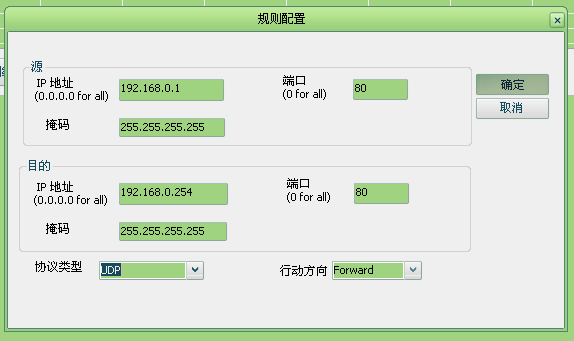 规则配置
源
IP 地址
(0.0.0.0 for all)
192.168.0.1
端口
(0 for all)
80
确定
取消
掩码
255.255.255.255
目的
IP 地址
(0.0.0.0 for all)
192.168.0.254
端口
(0 for all)
80
掩码
255.255.255.255
协议类型
UDP
行动方向
Forward